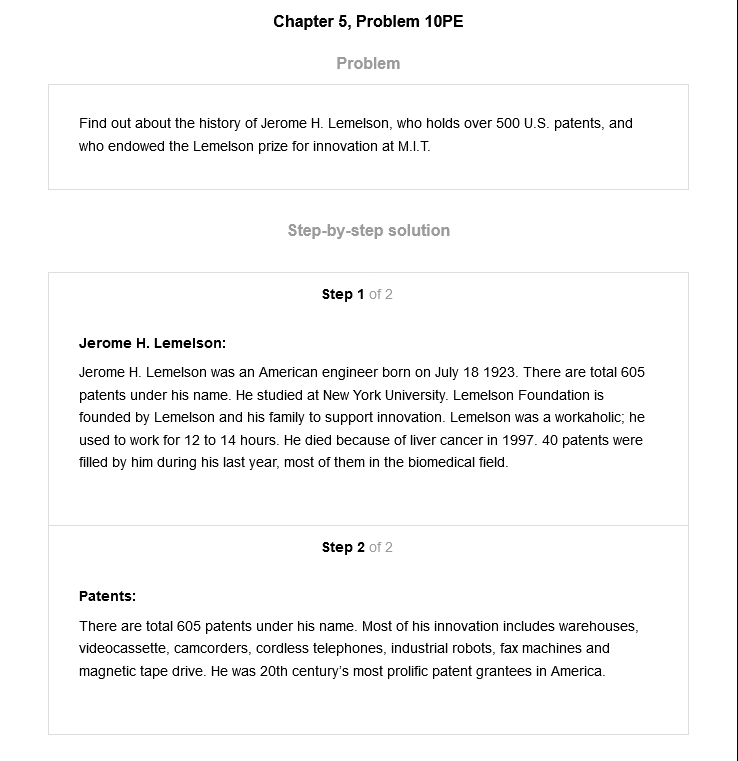 Chapter 5, Problem 10PE
Problem
Find out about the history of Jerome H. Lemelson, who holds over 500 U.S. patents, and
who endowed the Lemelson prize for innovation at M.I.T.
Step-by-step solution
Step 1 of 2
Jerome H. Lemelson:
Jerome H. Lemelson was an American engineer born on July 18 1923. There are total 605
patents under his name. He studied at New York University. Lemelson Foundation is
founded by Lemelson and his family to support innovation. Lemelson was a workaholic; he
used to work for 12 to 14 hours. He died because of liver cancer in 1997. 40 patents were
filled by him during his last year, most of them in the biomedical field.
Step 2 of 2
Patents:
There are total 605 patents under his name. Most of his innovation includes warehouses,
videocassette, camcorders, cordless telephones, industrial robots, fax machines and
magnetic tape drive. He was 20th century’s most prolific patent grantees in America.